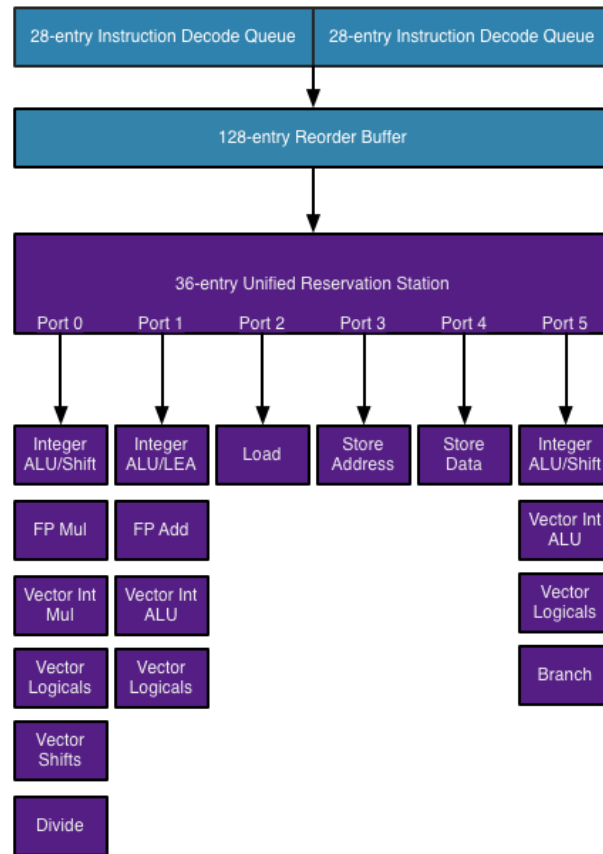 28-entry Instruction Decode Queue
28-entry Instruction Decode Queue
128-entry Reorder Buffer
36-entry Unified Reservation Station
Port 0
Port 1
Port 2
Port 3
Port 4
Port 5
Integer
ALU/Shift
Integer
ALU/LEA
Load
Store
Address
Store
Data
Integer
ALU/Shift
FP Mul
FP Add
Vector Int
ALU
Vector Int
Mul
Vector Int
ALU
Vector
Logicals
Vector
Logicals
Vector
Logicals
Branch
Vector
Shifts
Divide